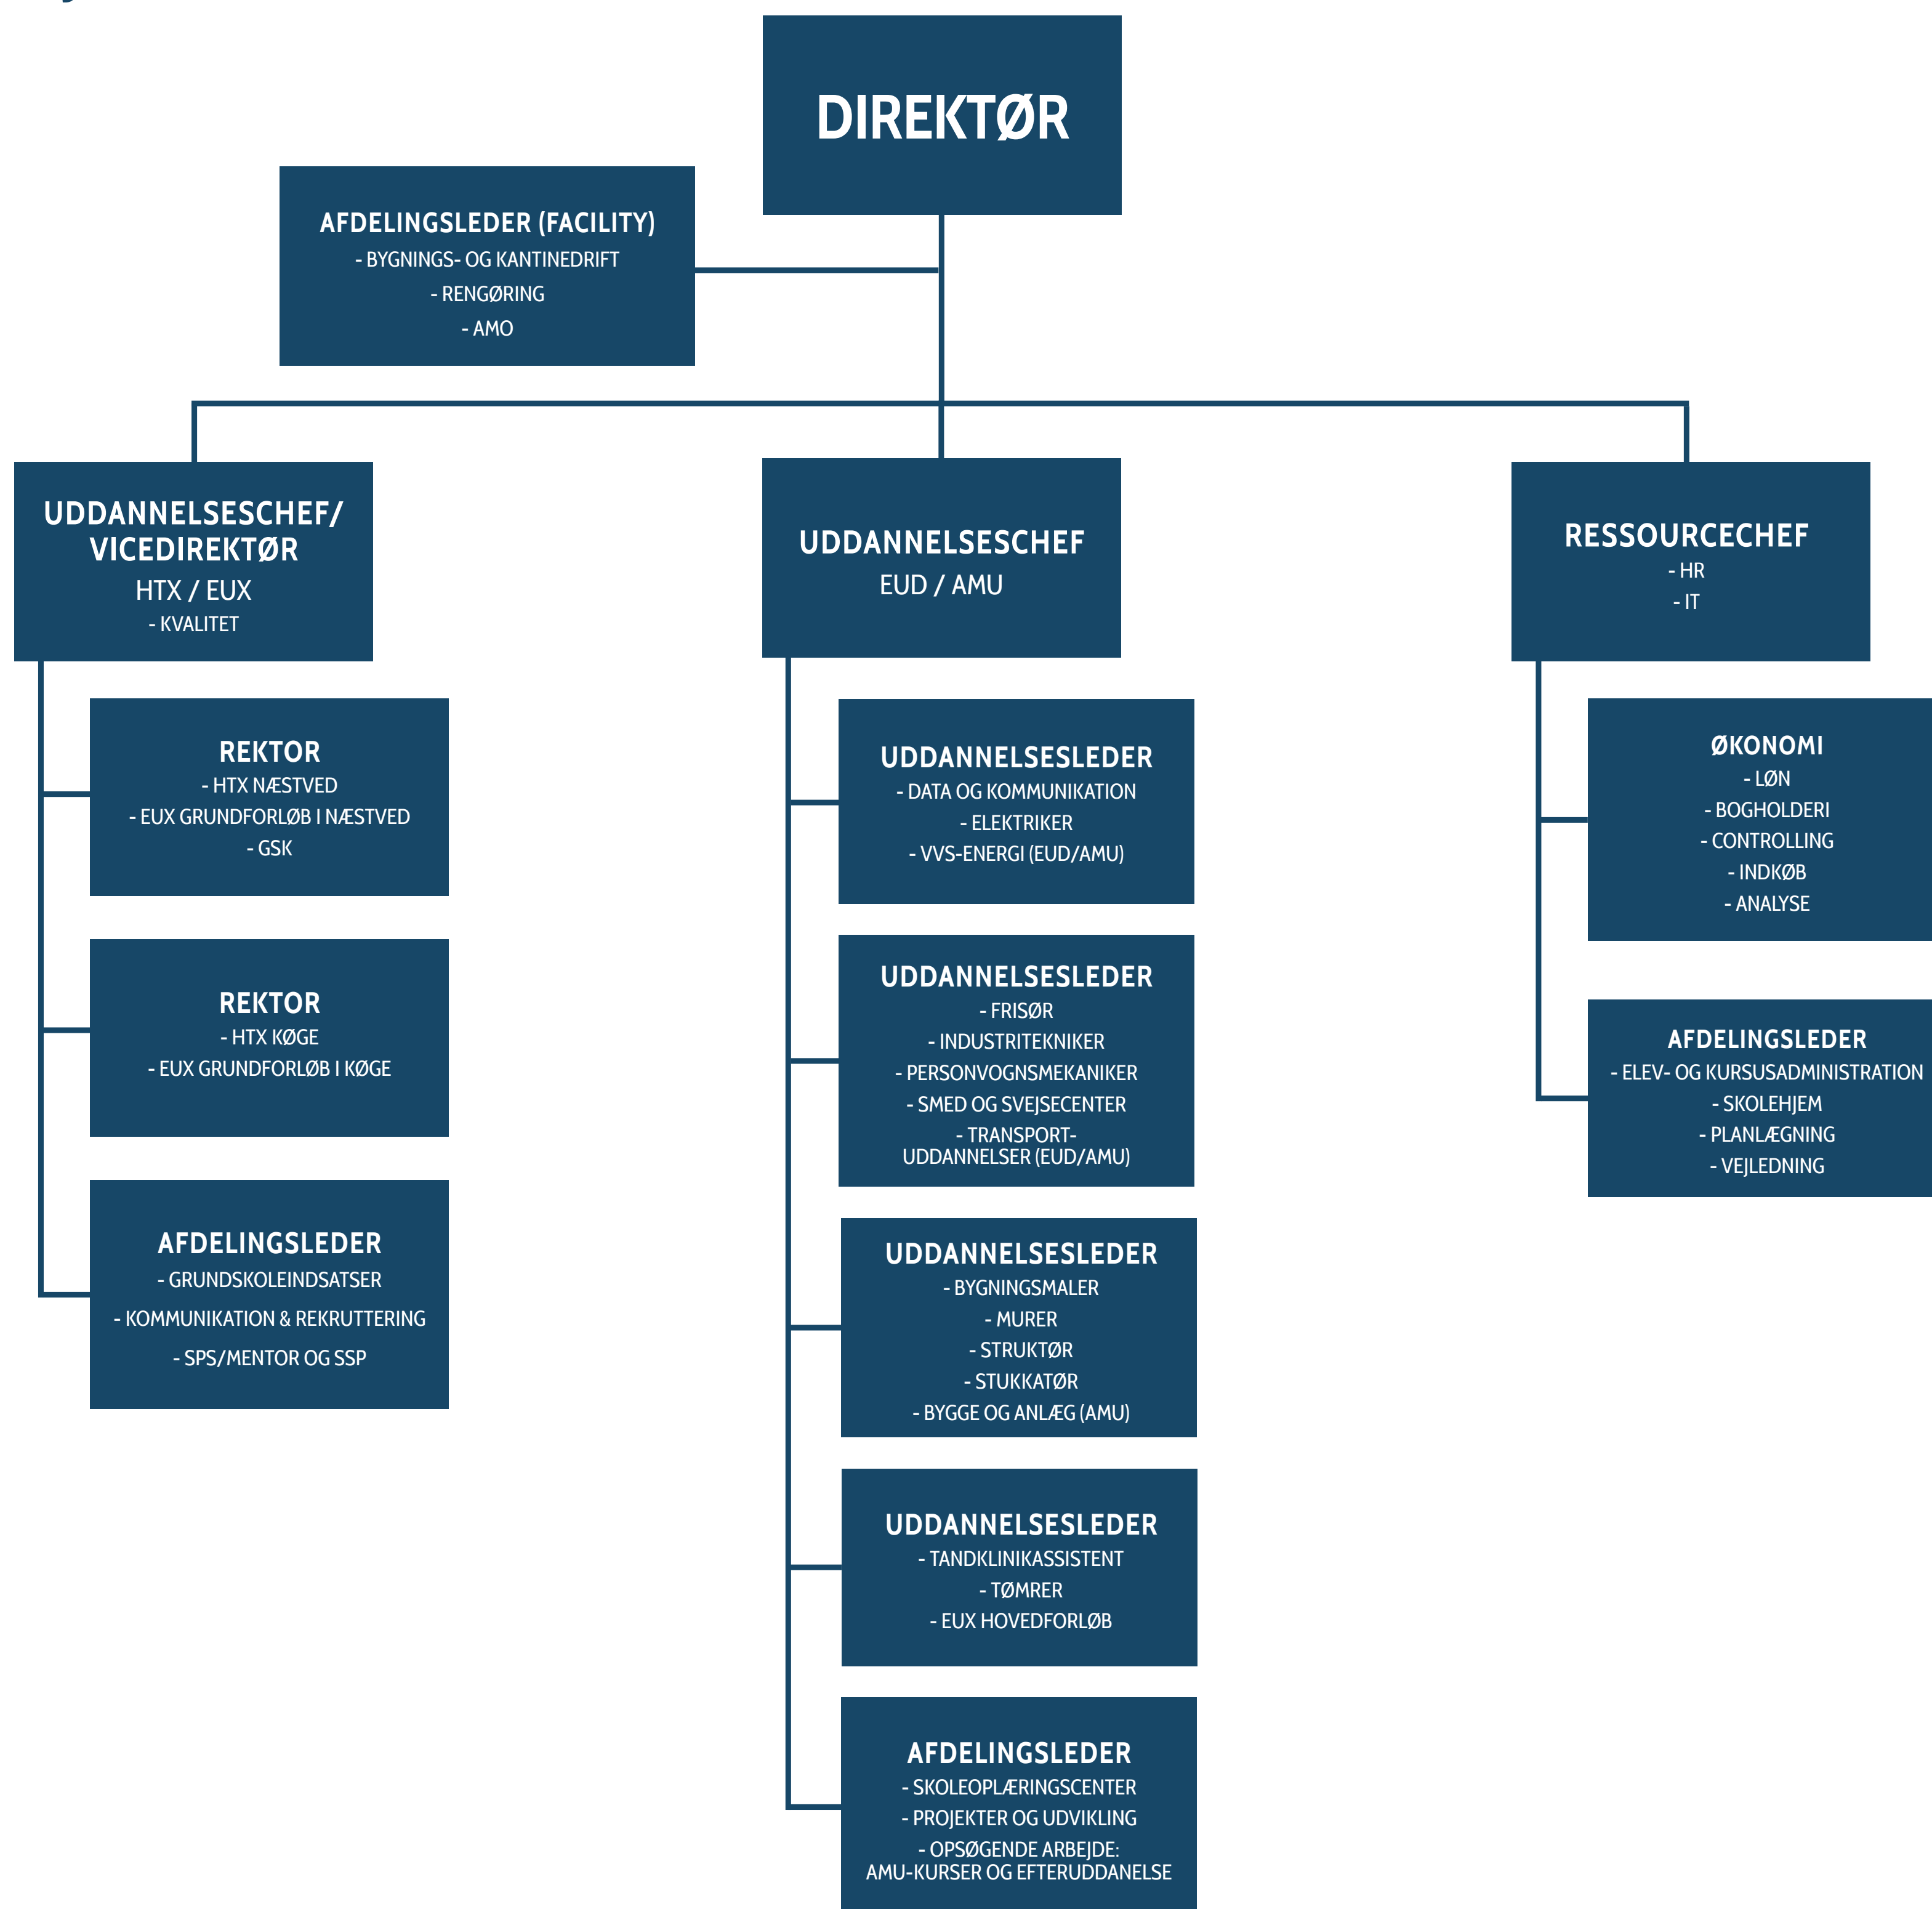 DIREKTØR
AFDELINGSLEDER (FACILITY)
- BYGNINGS- OG KANTINEDRIFT
- RENGØRING
- AMO
UDDANNELSESCHEF/
VICEDIREKTØR
HTX / EUX
- KVALITET
REKTOR
- HTX NÆSTVED
- EUX GRUNDFORLØB I NÆSTVED
- GSK
REKTOR
- HTX KØGE
- EUX GRUNDFORLØB I KØGE
AFDELINGSLEDER
- GRUNDSKOLEINDSATSER
- KOMMUNIKATION & REKRUTTERING
- SPS/MENTOR OG SSP
UDDANNELSESCHEF
EUD / AMU
UDDANNELSESLEDER
- DATA OG KOMMUNIKATION
- ELEKTRIKER
- VVS-ENERGI (EUD/AMU)
UDDANNELSESLEDER
- FRISØR
- INDUSTRITEKNIKER
- PERSONVOGNSMEKANIKER
- SMED OG SVEJSECENTER
- TRANSPORT-
UDDANNELSER (EUD/AMU)
UDDANNELSESLEDER
- BYGNINGSMALER
- MURER
- STRUKTØR
- STUKKATØR
- BYGGE OG ANLÆG (AMU)
UDDANNELSESLEDER
- TANDKLINIKASSISTENT
- TØMRER
- EUX HOVEDFORLØB
AFDELINGSLEDER
- SKOLEOPLÆRINGSCENTER
- PROJEKTER OG UDVIKLING
- OPSØGENDE ARBEJDE:
AMU-KURSER OG EFTERUDDANELSE
RESSOURCECHEF
- HR
- IT
ØKONOMI
- LØN
- BOGHOLDERI
- CONTROLLING
- INDKØB
- ANALYSE
AFDELINGSLEDER
- ELEV- OG KURSUSADMINISTRATION
- SKOLEHJEM
- PLANLÆGNING
- VEJLEDNING